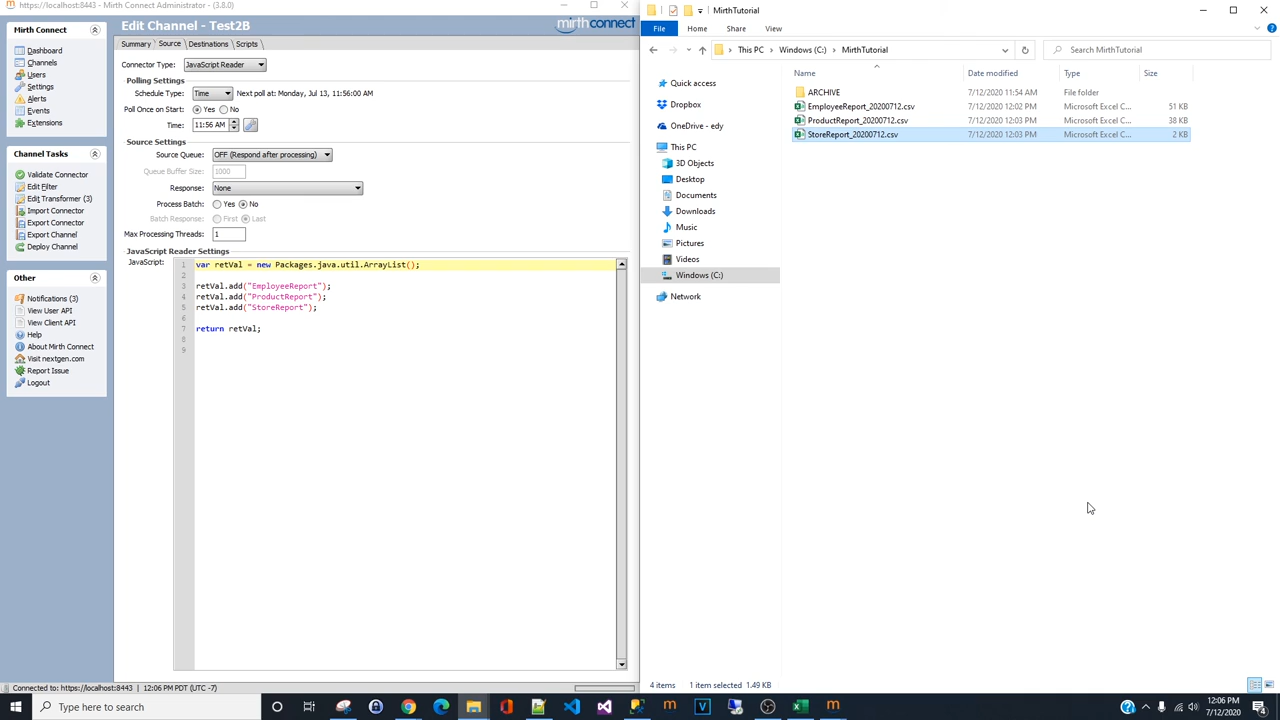 https://localhost:8443 - Mirth Connect Administrator - (3.8.0)
Mirth Connect
Dashboard
Channels
Users
Settings
Alerts
Events
Extensions
Channel Tasks
Validate Connector
Edit Filter
Edit Transformer (3)
Import Connector
Export Connector
Export Channel
Deploy Channel
Other
Notifications (3)
View User API
View Client API
Help
About Mirth Connect
Visit nextgen.com
Report Issue
Logout
Edit Channel - Test2B
mirth connect
Summary Source Destinations Scripts
Connector Type: JavaScript Reader
Polling Settings
Schedule Type: Time Next poll at: Monday, Jul 13, 11:56:00 AM
Poll Once on Start: Yes No
Time: 11:56 AM
Source Settings
Source Queue: OFF (Respond after processing)
Queue Buffer Size: 1000
Response: None
Process Batch: Yes No
Batch Response: First Last
Max Processing Threads: 1
JavaScript Reader Settings
JavaScript:
1 var retVal = new Packages.java.util.ArrayList();
2
3 retVal.add("EmployeeReport");
4 retVal.add("ProductReport");
5 retVal.add("StoreReport");
6
7 return retVal;
8
9
Connected to: https://localhost:8443 | 12:06 PM PDT (UTC -7)
MirthTutorial
File Home Share View
This PC Windows (C:) MirthTutorial
Search MirthTutorial
Quick access
Dropbox
OneDrive - edy
This PC
3D Objects
Desktop
Documents
Downloads
Music
Pictures
Videos
Windows (C:)
Network
Name Date modified Type Size
ARCHIVE 7/12/2020 11:54 AM File folder
EmployeeReport_20200712.csv 7/12/2020 12:03 PM Microsoft Excel C... 51 KB
ProductReport_20200712.csv 7/12/2020 12:03 PM Microsoft Excel C... 38 KB
StoreReport_20200712.csv 7/12/2020 12:03 PM Microsoft Excel C... 2 KB
4 items 1 item selected 1.49 KB
Type here to search
12:06 PM
7/12/2020
4